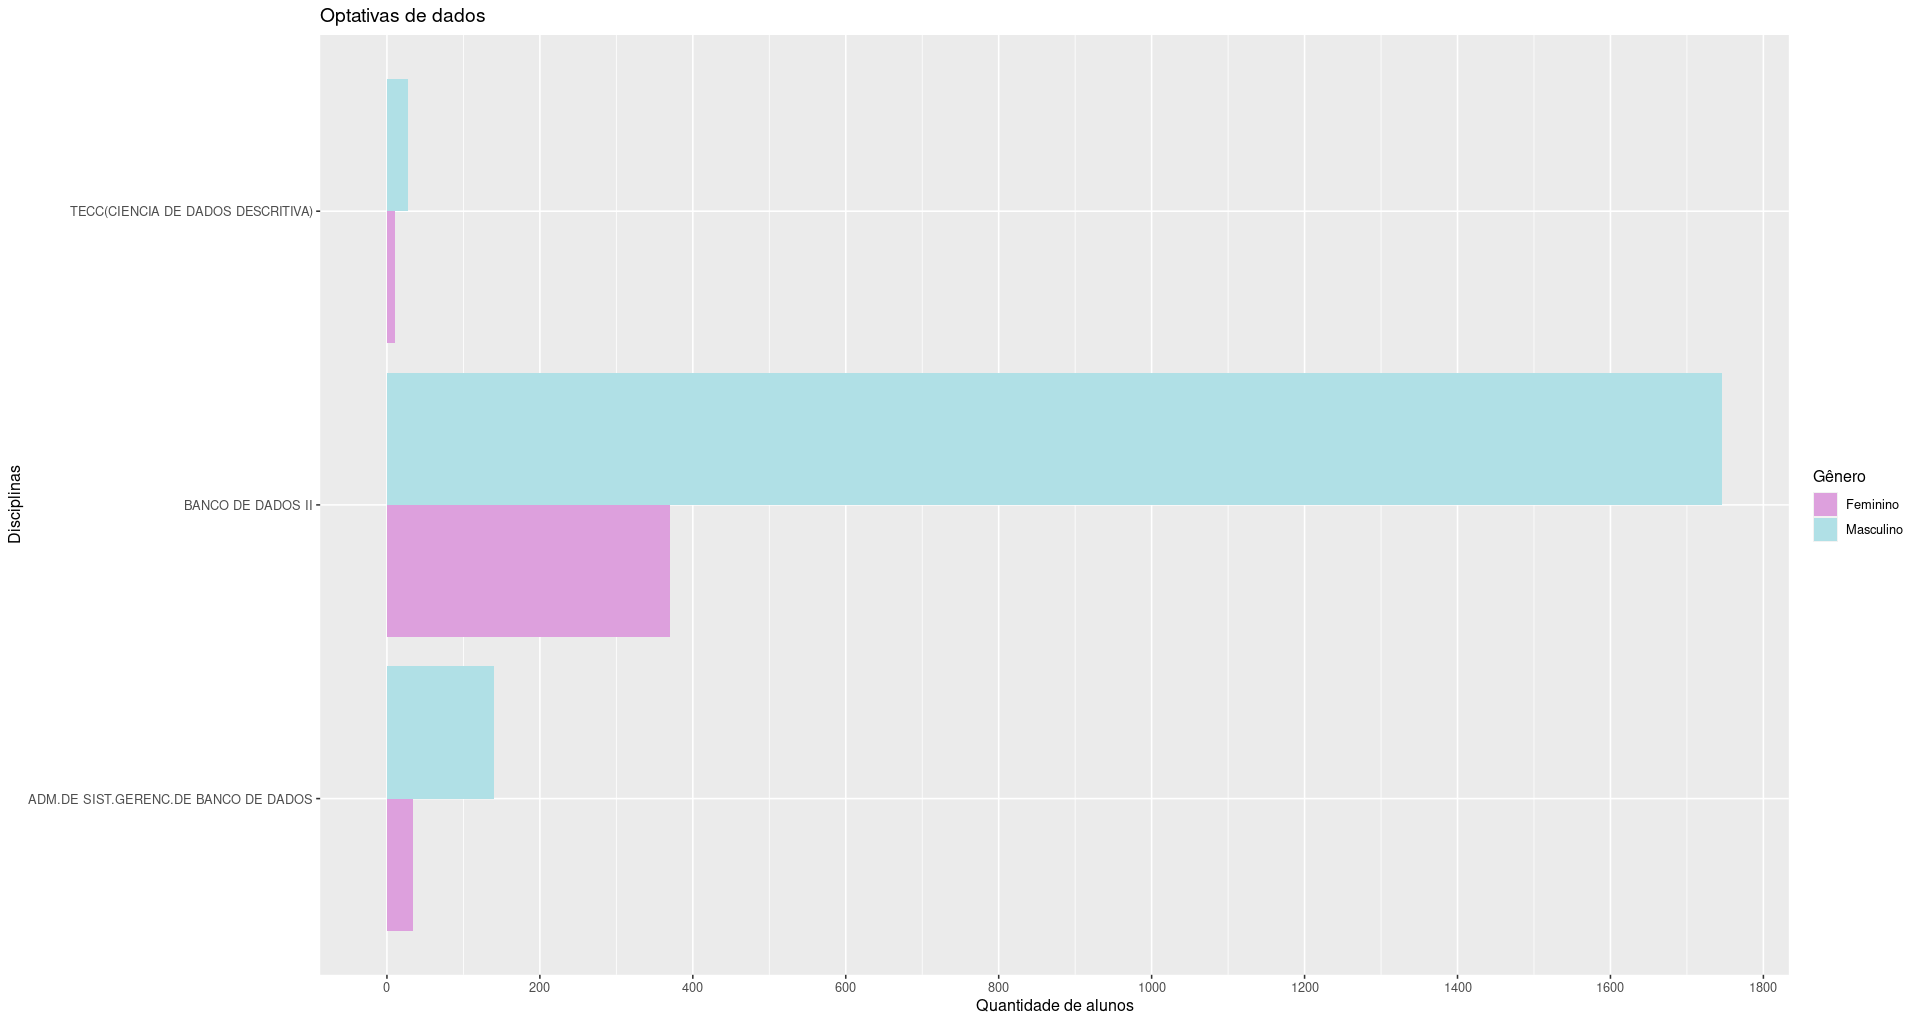 Optativas de dados
TECC(CIENCIA DE DADOS DESCRITIVA)
BANCO DE DADOS II
ADM.DE SIST.GERENC.DE BANCO DE DADOS
Disciplinas
0 200 400 600 800 1000 1200 1400 1600 1800
Quantidade de alunos
Gênero
Feminino
Masculino